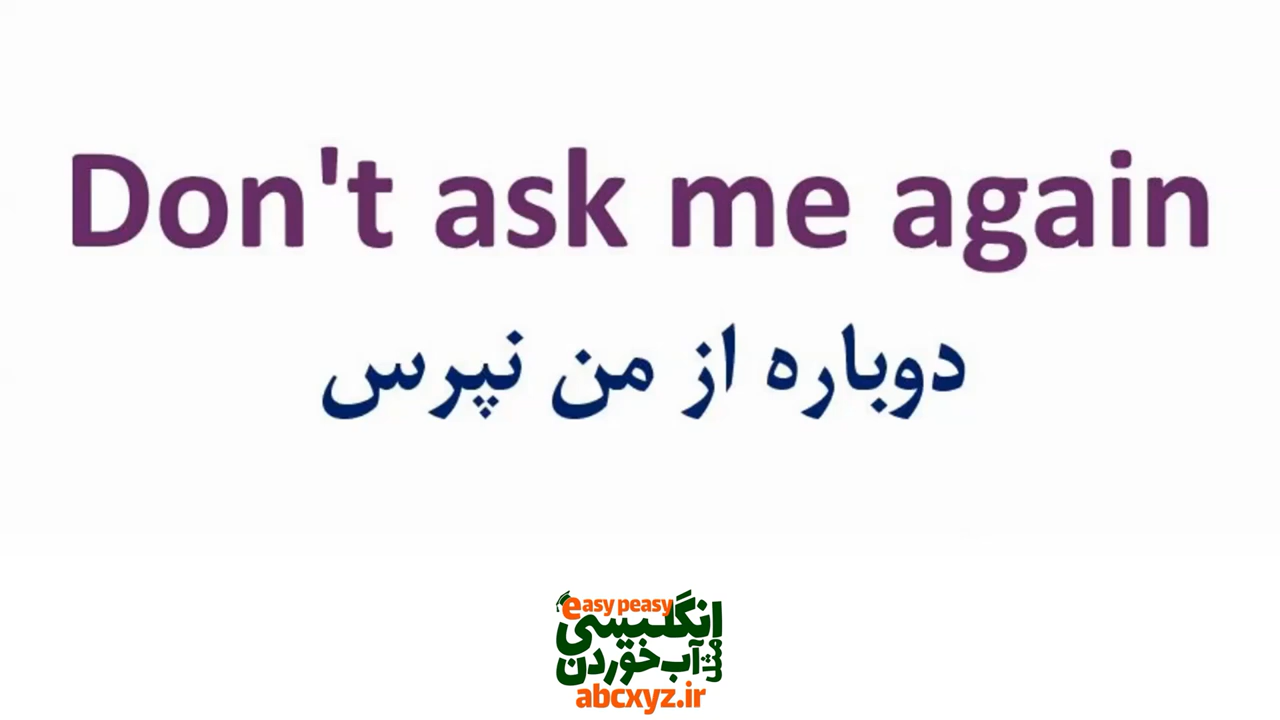 Don't ask me again
دوباره از من نپرس
easy peasy
انگلیسی
مثل آب خوردن
abcxyz.ir